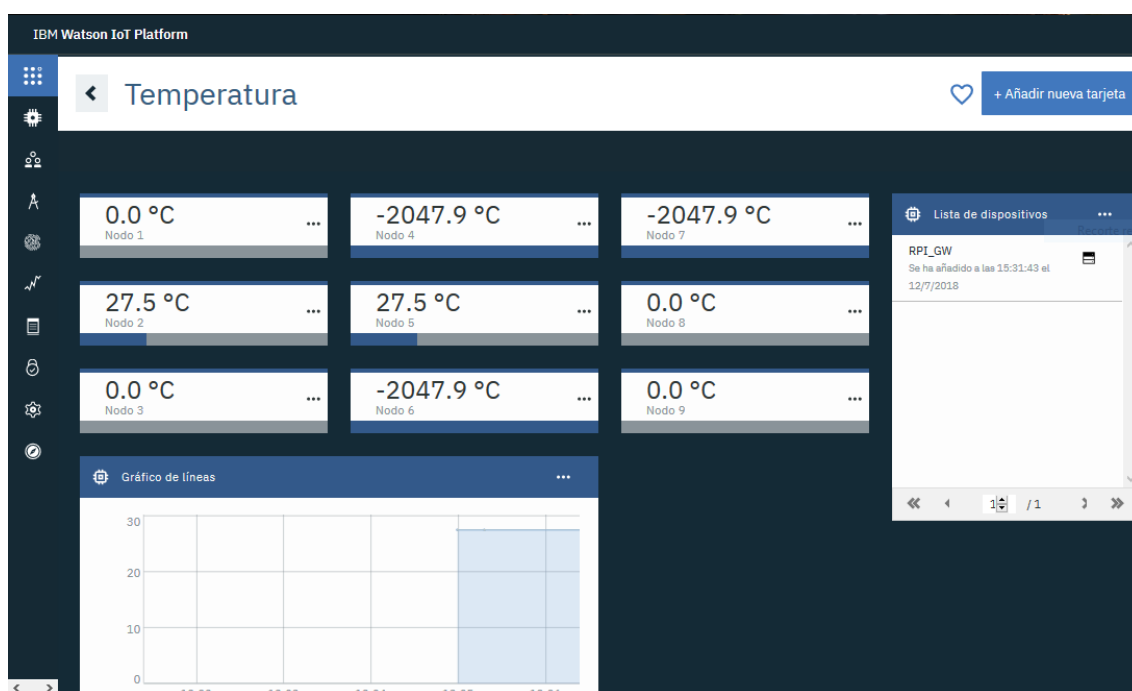 IBM Watson IoT Platform
Temperatura
+ Añadir nueva tarjeta
0.0 °C
Nodo 1
-2047.9 °C
Nodo 4
-2047.9 °C
Nodo 7
27.5 °C
Nodo 2
27.5 °C
Nodo 5
0.0 °C
Nodo 8
0.0 °C
Nodo 3
-2047.9 °C
Nodo 6
0.0 °C
Nodo 9
Lista de dispositivos
Recorte
RPI_GW
Se ha añadido a las 15:31:43 el
12/7/2018
1 / 1
Gráfico de líneas
30
20
10
0